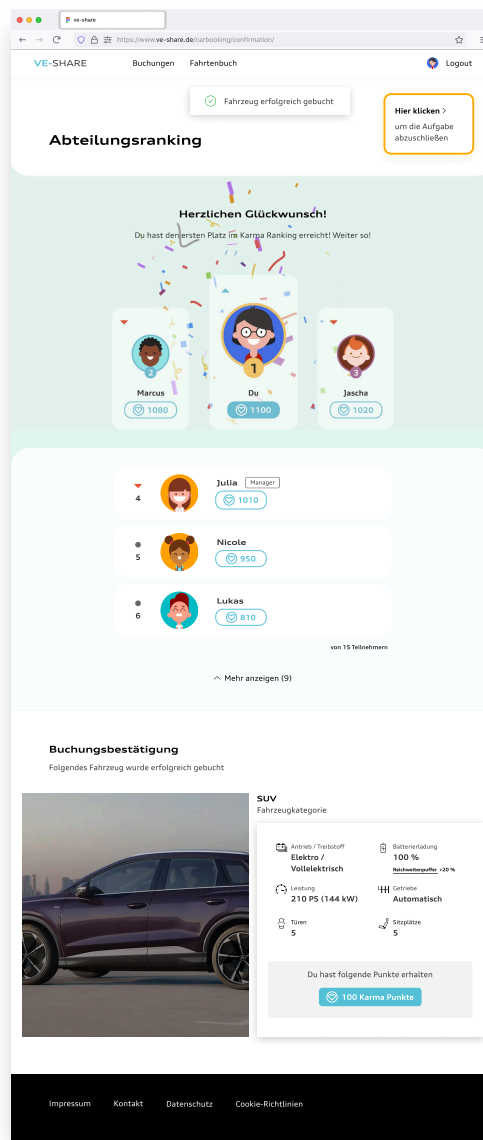 ve-share
https://www.ve-share.de/carbooking/confirmation/
VE-SHARE
Buchungen
Fahrtenbuch
Logout
Fahrzeug erfolgreich gebucht
Hier klicken >
um die Aufgabe
abzuschließen
Abteilungsranking
Herzlichen Glückwunsch!
Du hast den ersten Platz im Karma Ranking erreicht! Weiter so!
2
Marcus
1080
1
Du
1100
3
Jascha
1020
4
Julia Manager
1010
5
Nicole
950
6
Lukas
810
von 15 Teilnehmern
Mehr anzeigen (9)
Buchungsbestätigung
Folgendes Fahrzeug wurde erfolgreich gebucht
SUV
Fahrzeugkategorie
Antrieb / Treibstoff
Elektro /
Vollelektrisch
Batterieladung
100 %
Reichweitenpuffer +20 %
Leistung
210 PS (144 kW)
Getriebe
Automatisch
Türen
5
Sitzplätze
5
Du hast folgende Punkte erhalten
100 Karma Punkte
Impressum
Kontakt
Datenschutz
Cookie-Richtlinien